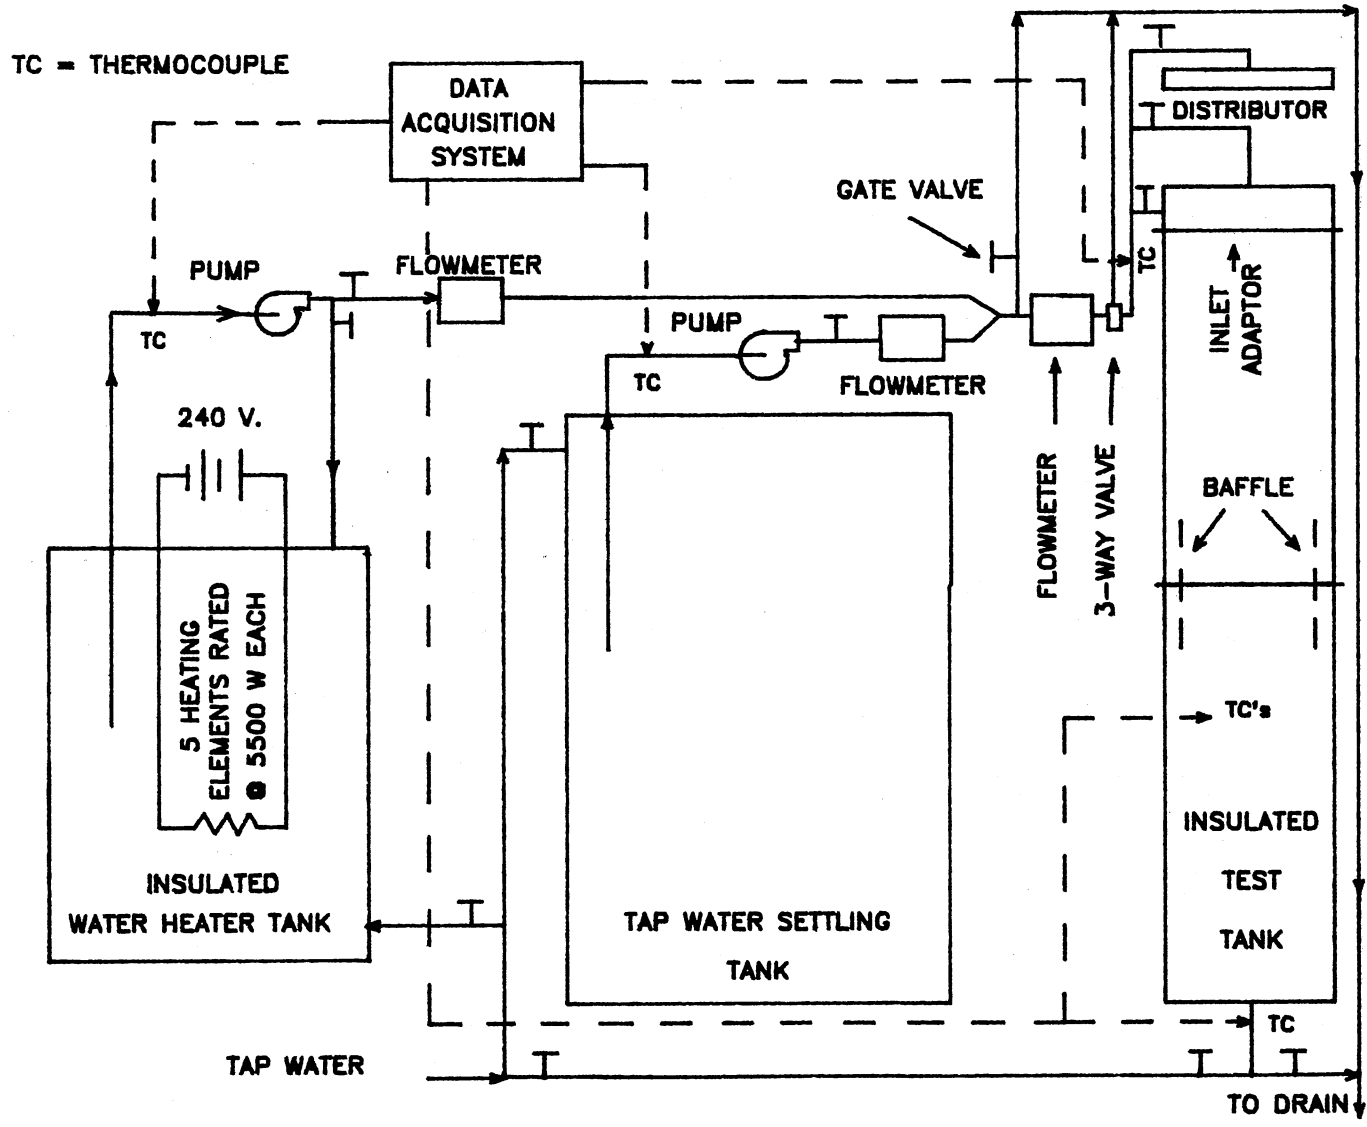 TC = THERMOCOUPLE
DATA
ACQUISITION
SYSTEM
DISTRIBUTOR
GATE VALVE
PUMP
FLOWMETER
TC
TC
PUMP
TC
FLOWMETER
INLET
ADAPTOR
240 V.
FLOWMETER
3-WAY VALVE
BAFFLE
5 HEATING
ELEMENTS RATED
@ 5500 W EACH
TC's
INSULATED
TEST
TANK
INSULATED
WATER HEATER TANK
TAP WATER SETTLING
TANK
TC
TAP WATER
TO DRAIN